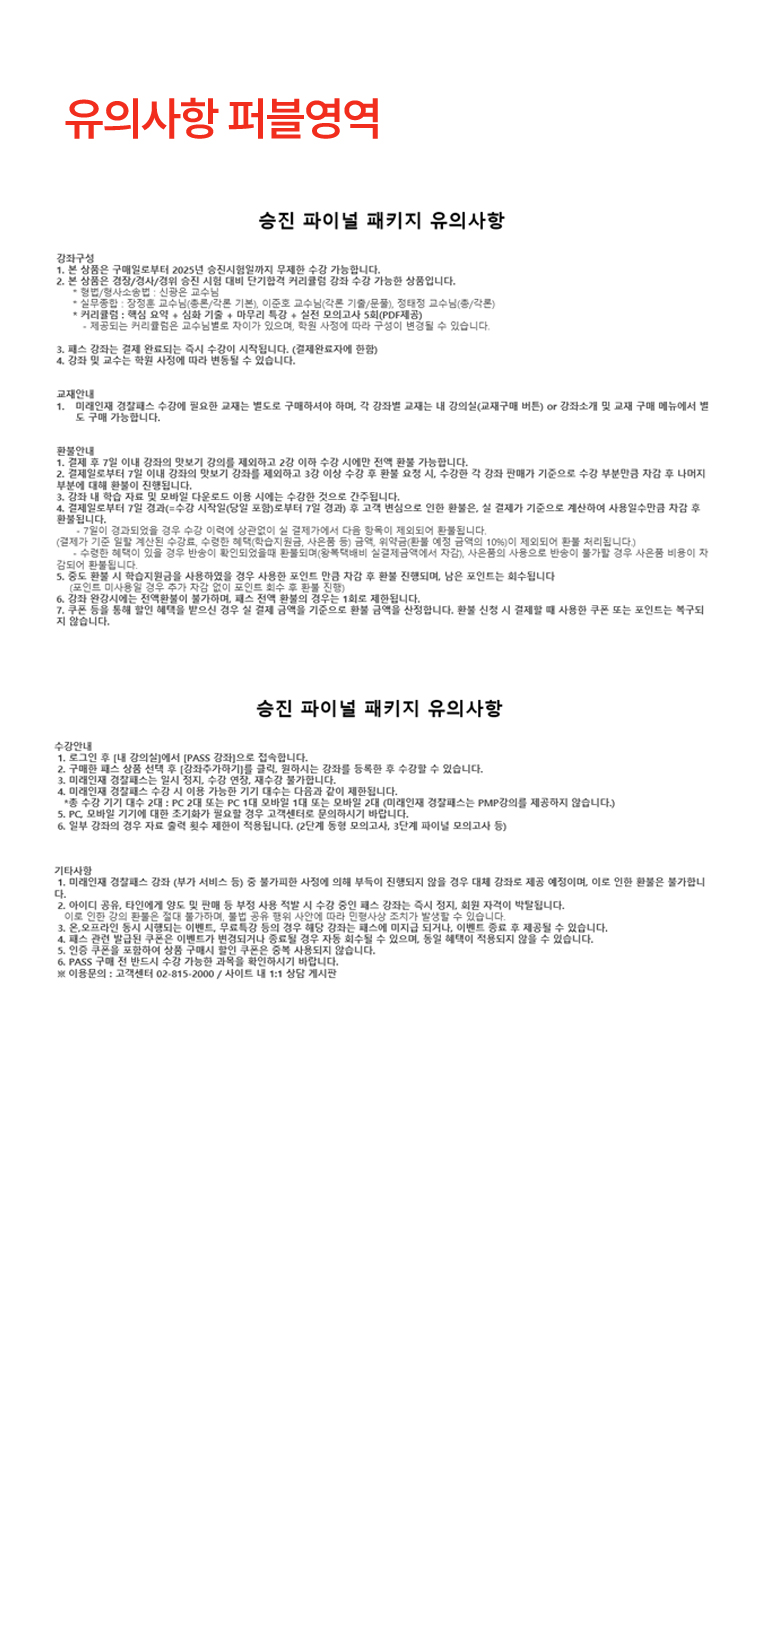 유의사항 퍼블영역
승진 파이널 패키지 유의사항
강좌구성
1. 본 상품은 구매일로부터 2025년 승진시험일까지 무제한 수강 가능합니다.
2. 본 상품은 경장/경사/경위 승진 시험 대비 단기합격 커리큘럼 강좌 수강 가능한 상품입니다.
* 형법/형사소송법 : 신광은 교수님
* 실무종합 : 장정훈 교수님(총론/각론 기본), 이준호 교수님(각론 기출/문풀), 정태정 교수님(총/각론)
* 커리큘럼 : 핵심 요약 + 심화 기출 + 마무리 특강 + 실전 모의고사 5회(PDF제공)
- 제공되는 커리큘럼은 교수님별로 차이가 있으며, 학원 사정에 따라 구성이 변경될 수 있습니다.
3. 패스 강좌는 결제 완료되는 즉시 수강이 시작됩니다. (결제완료자에 한함)
4. 강좌 및 교수는 학원 사정에 따라 변동될 수 있습니다.
교재안내
1. 미래인재 경찰패스 수강에 필요한 교재는 별도로 구매하셔야 하며, 각 강좌별 교재는 내 강의실(교재구매 버튼) or 강좌소개 및 교재 구매 메뉴에서 별
도 구매 가능합니다.
환불안내
1. 결제 후 7일 이내 강좌의 맛보기 강의를 제외하고 2강 이하 수강 시에만 전액 환불 가능합니다.
2. 결제일로부터 7일 이내 강좌의 맛보기 강좌를 제외하고 3강 이상 수강 후 환불 요청 시, 수강한 각 강좌 판매가 기준으로 수강 부분만큼 차감 후 나머지
부분에 대해 환불이 진행됩니다.
3. 강좌 내 학습 자료 및 모바일 다운로드 이용 시에는 수강한 것으로 간주됩니다.
4. 결제일로부터 7일 경과(=수강 시작일(당일 포함)로부터 7일 경과) 후 고객 변심으로 인한 환불은, 실 결제가 기준으로 계산하여 사용일수만큼 차감 후
환불됩니다.
- 7일이 경과되었을 경우 수강 이력에 상관없이 실 결제가에서 다음 항목이 제외되어 환불됩니다.
(결제가 기준 일할 계산된 수강료, 수령한 혜택(학습지원금, 사은품 등) 금액, 위약금(환불 예정 금액의 10%)이 제외되어 환불 처리됩니다.)
- 수령한 혜택이 있을 경우 반송이 확인되었을때 환불되며(왕복택배비 실결제금액에서 차감), 사은품의 사용으로 반송이 불가할 경우 사은품 비용이 차
감되어 환불됩니다.
5. 중도 환불 시 학습지원금을 사용하였을 경우 사용한 포인트 만큼 차감 후 환불 진행되며, 남은 포인트는 회수됩니다
(포인트 미사용일 경우 추가 차감 없이 포인트 회수 후 환불 진행)
6. 강좌 완강시에는 전액환불이 불가하며, 패스 전액 환불의 경우는 1회로 제한됩니다.
7. 쿠폰 등을 통해 할인 혜택을 받으신 경우 실 결제 금액을 기준으로 환불 금액을 산정합니다. 환불 신청 시 결제할 때 사용한 쿠폰 또는 포인트는 복구되
지 않습니다.
승진 파이널 패키지 유의사항
수강안내
1. 로그인 후 [내 강의실]에서 [PASS 강좌]으로 접속합니다.
2. 구매한 패스 상품 선택 후 [강좌추가하기]를 클릭, 원하시는 강좌를 등록한 후 수강할 수 있습니다.
3. 미래인재 경찰패스는 일시 정지, 수강 연장, 재수강 불가합니다.
4. 미래인재 경찰패스 수강 시 이용 가능한 기기 대수는 다음과 같이 제한됩니다.
*총 수강 기기 대수 2대 : PC 2대 또는 PC 1대 모바일 1대 또는 모바일 2대 (미래인재 경찰패스는 PMP강의를 제공하지 않습니다.)
5. PC, 모바일 기기에 대한 조기화가 필요할 경우 고객센터로 문의하시기 바랍니다.
6. 일부 강좌의 경우 자료 출력 횟수 제한이 적용됩니다. (2단계 동형 모의고사, 3단계 파이널 모의고사 등)
기타사항
1. 미래인재 경찰패스 강좌 (부가 서비스 등) 중 불가피한 사정에 의해 부득이 진행되지 않을 경우 대체 강좌로 제공 예정이며, 이로 인한 환불은 불가합니
다.
2. 아이디 공유, 타인에게 양도 및 판매 등 부정 사용 적발 시 수강 중인 패스 강좌는 즉시 정지, 회원 자격이 박탈됩니다.
이로 인한 강의 환불은 절대 불가하며, 불법 공유 행위 사안에 따라 민형사상 조치가 발생할 수 있습니다.
3. 온,오프라인 동시 시행되는 이벤트, 무료특강 등의 경우 해당 강좌는 패스에 미지급 되거나, 이벤트 종료 후 제공될 수 있습니다.
4. 패스 관련 발급된 쿠폰은 이벤트가 변경되거나 종료될 경우 자동 회수될 수 있으며, 동일 혜택이 적용되지 않을 수 있습니다.
5. 인증 쿠폰을 포함하여 상품 구매시 할인 쿠폰은 중복 사용되지 않습니다.
6. PASS 구매 전 반드시 수강 가능한 과목을 확인하시기 바랍니다.
※ 이용문의 : 고객센터 02-815-2000 / 사이트 내 1:1 상담 게시판